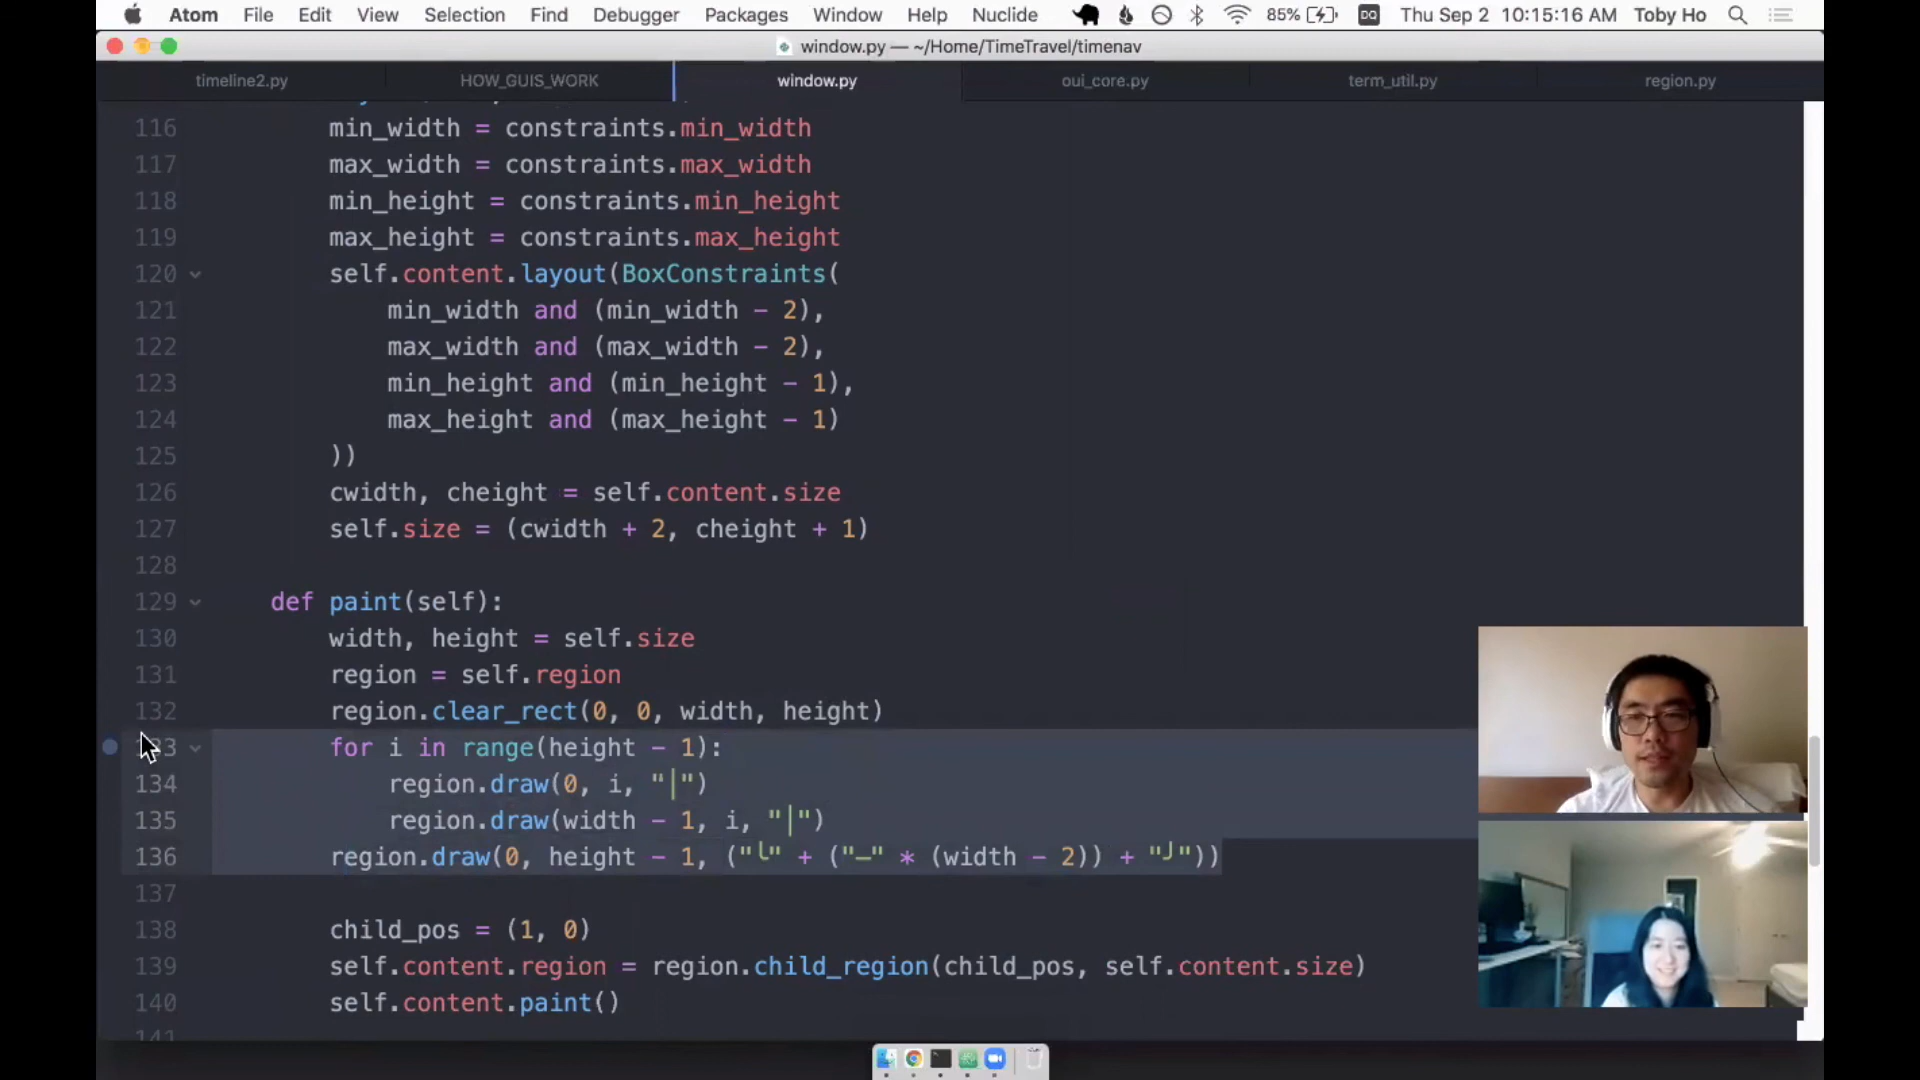 Atom File Edit View Selection Find Debugger Packages Window Help Nuclide 85% DQ Thu Sep 2 10:15:16 AM Toby Ho
window.py — ~/Home/TimeTravel/timenav
timeline2.py HOW_GUIS_WORK window.py oui_core.py term_util.py region.py
116 min_width = constraints.min_width
117 max_width = constraints.max_width
118 min_height = constraints.min_height
119 max_height = constraints.max_height
120 self.content.layout(BoxConstraints(
121 min_width and (min_width - 2),
122 max_width and (max_width - 2),
123 min_height and (min_height - 1),
124 max_height and (max_height - 1)
125 ))
126 cwidth, cheight = self.content.size
127 self.size = (cwidth + 2, cheight + 1)
128
129 def paint(self):
130 width, height = self.size
131 region = self.region
132 region.clear_rect(0, 0, width, height)
133 for i in range(height - 1):
134 region.draw(0, i, "│")
135 region.draw(width - 1, i, "│")
136 region.draw(0, height - 1, ("╰" + ("─" * (width - 2)) + "╯"))
137
138 child_pos = (1, 0)
139 self.content.region = region.child_region(child_pos, self.content.size)
140 self.content.paint()
141